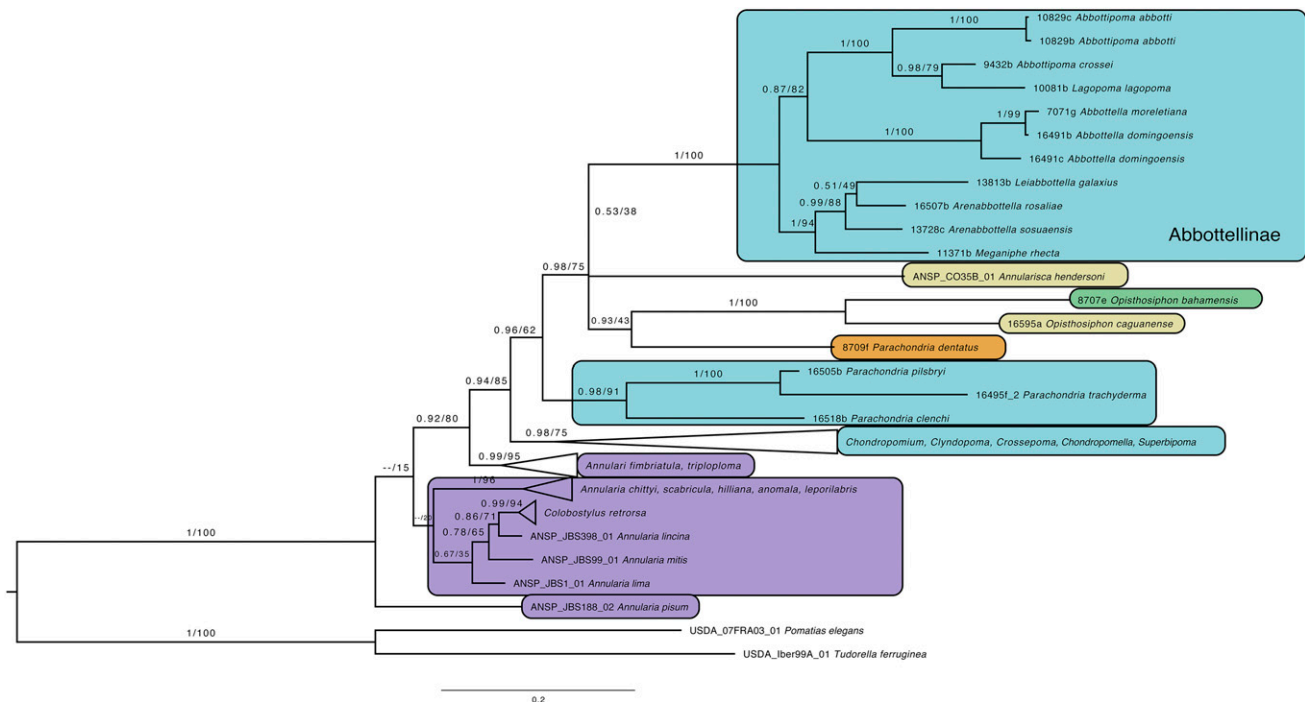 10829c Abbottipoma abbotti
1/100
10829b Abbottipoma abbotti
1/100
9432b Abbottipoma crossei
0.98/79
10081b Lagopoma lagopoma
0.87/82
7071g Abbottella moreletiana
1/99
16491b Abbottella domingoensis
1/100
16491c Abbottella domingoensis
1/100
13813b Leiabbottella galaxius
0.51/49
16507b Arenabbottella rosaliae
0.99/88
0.53/38
13728c Arenabbottella sosuaensis
1/94
Abbottellinae
11371b Meganiphe rhecta
0.98/75
ANSP_CO35B_01 Annularisca hendersoni
8707e Opisthosiphon bahamensis
1/100
16595a Opisthosiphon caguanense
0.93/43
0.96/62
8709f Parachondria dentatus
16505b Parachondria pilsbryi
1/100
0.94/85
0.98/91
16495f_2 Parachondria trachyderma
16518b Parachondria clenchi
0.92/80
0.98/75
Chondropomium, Clyndopoma, Crossepoma, Chondropomella, Superbipoma
0.99/95
Annulari fimbriatula, triploploma
--/15
1/96
Annularia chittyi, scabricula, hilliana, anomala, leporilabris
0.99/94
Colobostylus retrorsa
0.86/71
--/20
0.78/65
ANSP_JBS398_01 Annularia lincina
1/100
0.67/35
ANSP_JBS99_01 Annularia mitis
ANSP_JBS1_01 Annularia lima
ANSP_JBS188_02 Annularia pisum
1/100
USDA_07FRA03_01 Pomatias elegans
USDA_Iber99A_01 Tudorella ferruginea
0.2